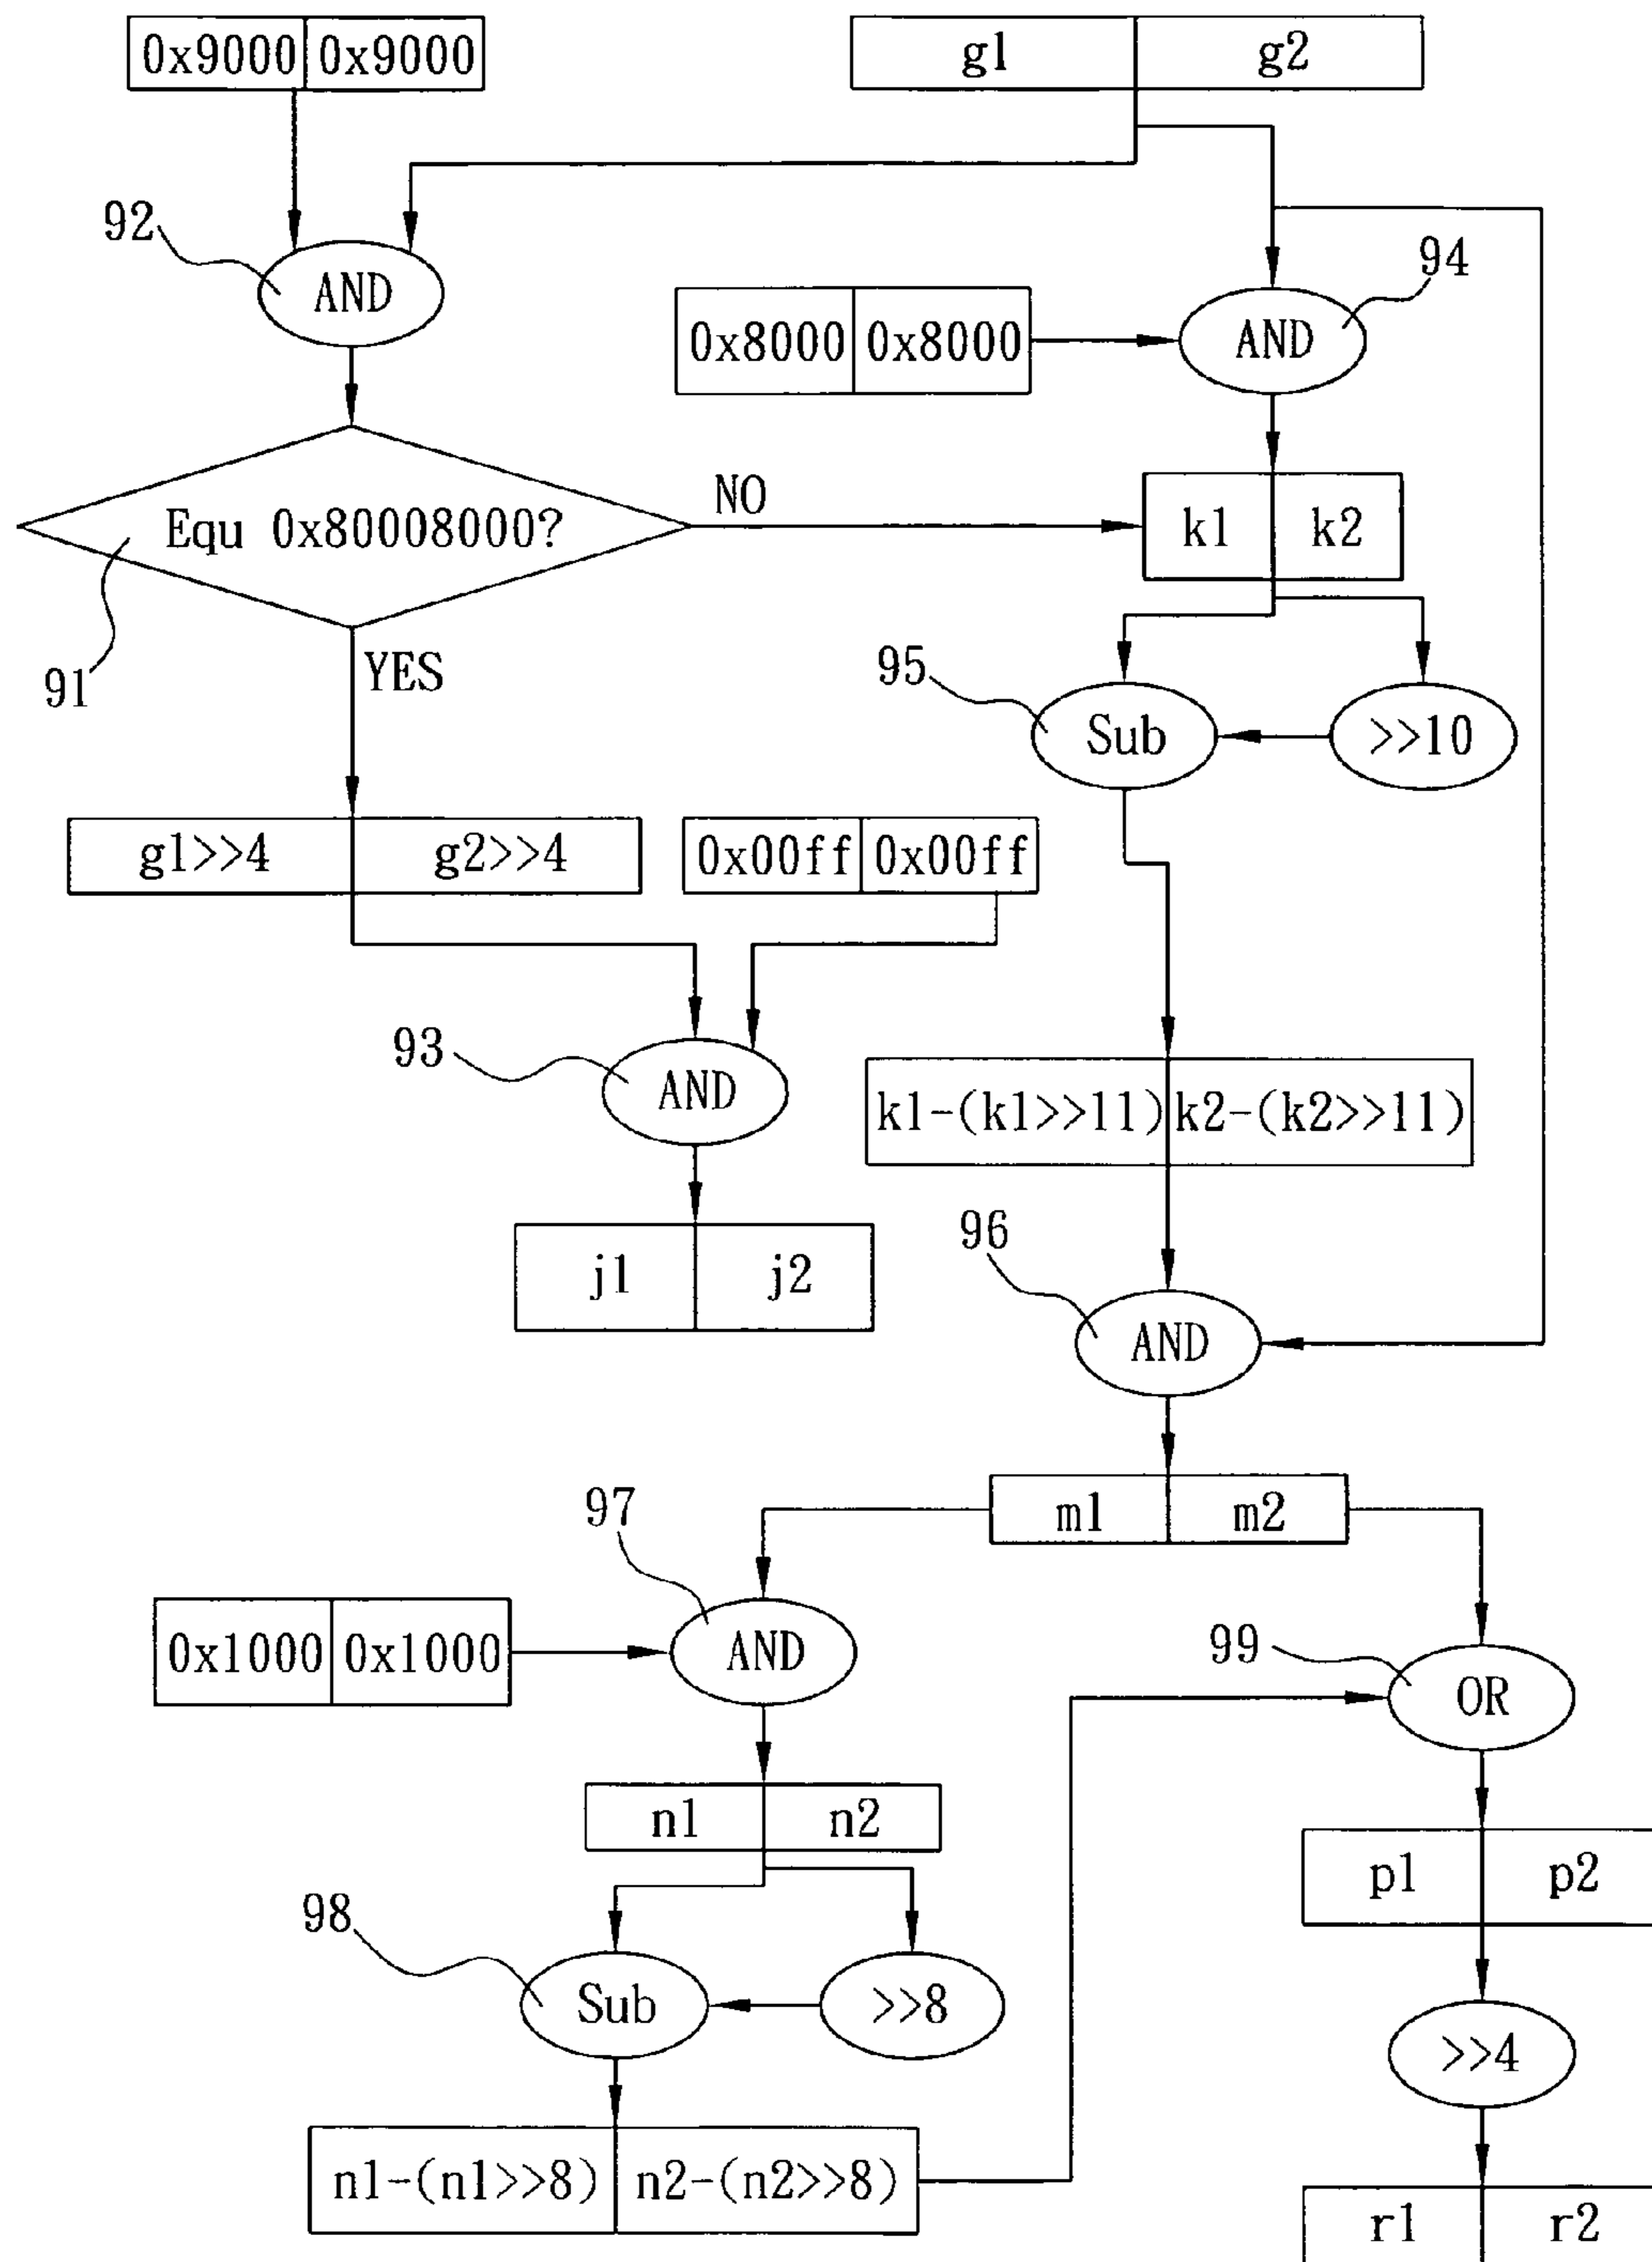 0x9000 0x9000
g1 g2
92
AND
94
0x8000 0x8000
AND
NO
Equ 0x80008000?
k1 k2
91
YES
95
Sub
>>10
g1>>4 g2>>4
0x00ff 0x00ff
93
AND
k1-(k1>>11) k2-(k2>>11)
j1 j2
96
AND
97
m1 m2
0x1000 0x1000
AND
99
OR
n1 n2
p1 p2
98
Sub
>>8
>>4
n1-(n1>>8) n2-(n2>>8)
r1 r2